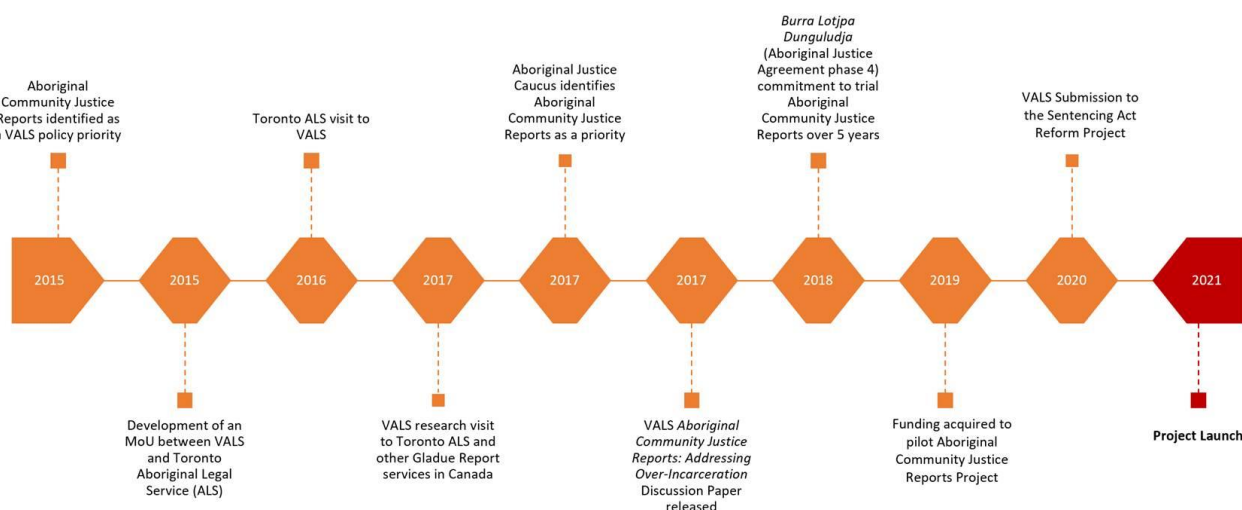 Aboriginal
Community Justice
Reports identified as
a VALS policy priority
2015
2015
Development of an
MoU between VALS
and Toronto
Aboriginal Legal
Service (ALS)
Toronto ALS visit to
VALS
2016
2017
VALS research visit
to Toronto ALS and
other Gladue Report
services in Canada
Aboriginal Justice
Caucus identifies
Aboriginal
Community Justice
Reports as a priority
2017
2017
VALS Aboriginal
Community Justice
Reports: Addressing
Over-Incarceration
Discussion Paper
released
Burra Lotjpa
Dunguludja
(Aboriginal Justice
Agreement phase 4)
commitment to trial
Aboriginal
Community Justice
Reports over 5 years
2018
2019
Funding acquired to
pilot Aboriginal
Community Justice
Reports Project
VALS Submission to
the Sentencing Act
Reform Project
2020
2021
Project Launch